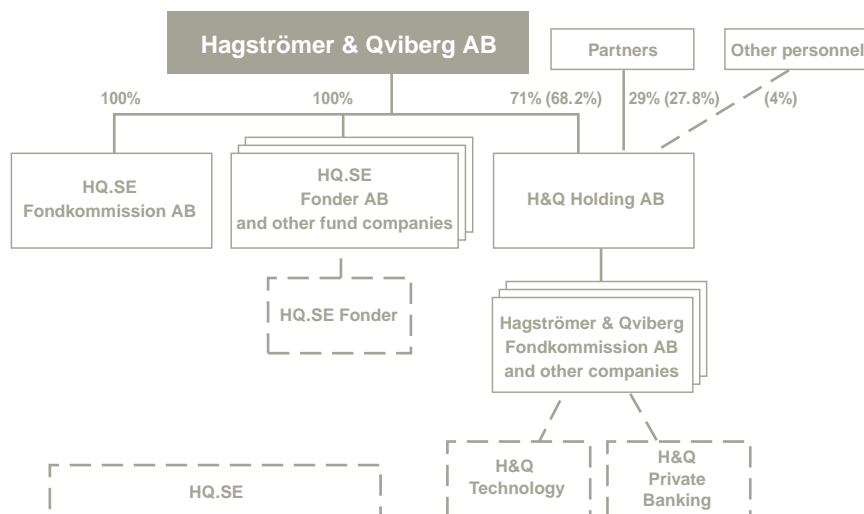 Hagströmer & Qviberg AB
Partners
Other personnel
100%
100%
71% (68.2%)
29% (27.8%)
(4%)
HQ.SE
Fondkommission AB
HQ.SE
Fonder AB
and other fund companies
H&Q Holding AB
HQ.SE Fonder
Hagströmer & Qviberg
Fondkommission AB
and other companies
HQ.SE
H&Q
Technology
H&Q
Private
Banking